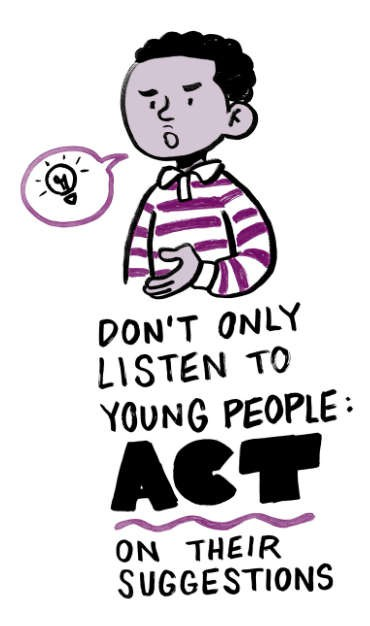 DON'T ONLY
LISTEN TO
YOUNG PEOPLE:
ACT
ON THEIR
SUGGESTIONS